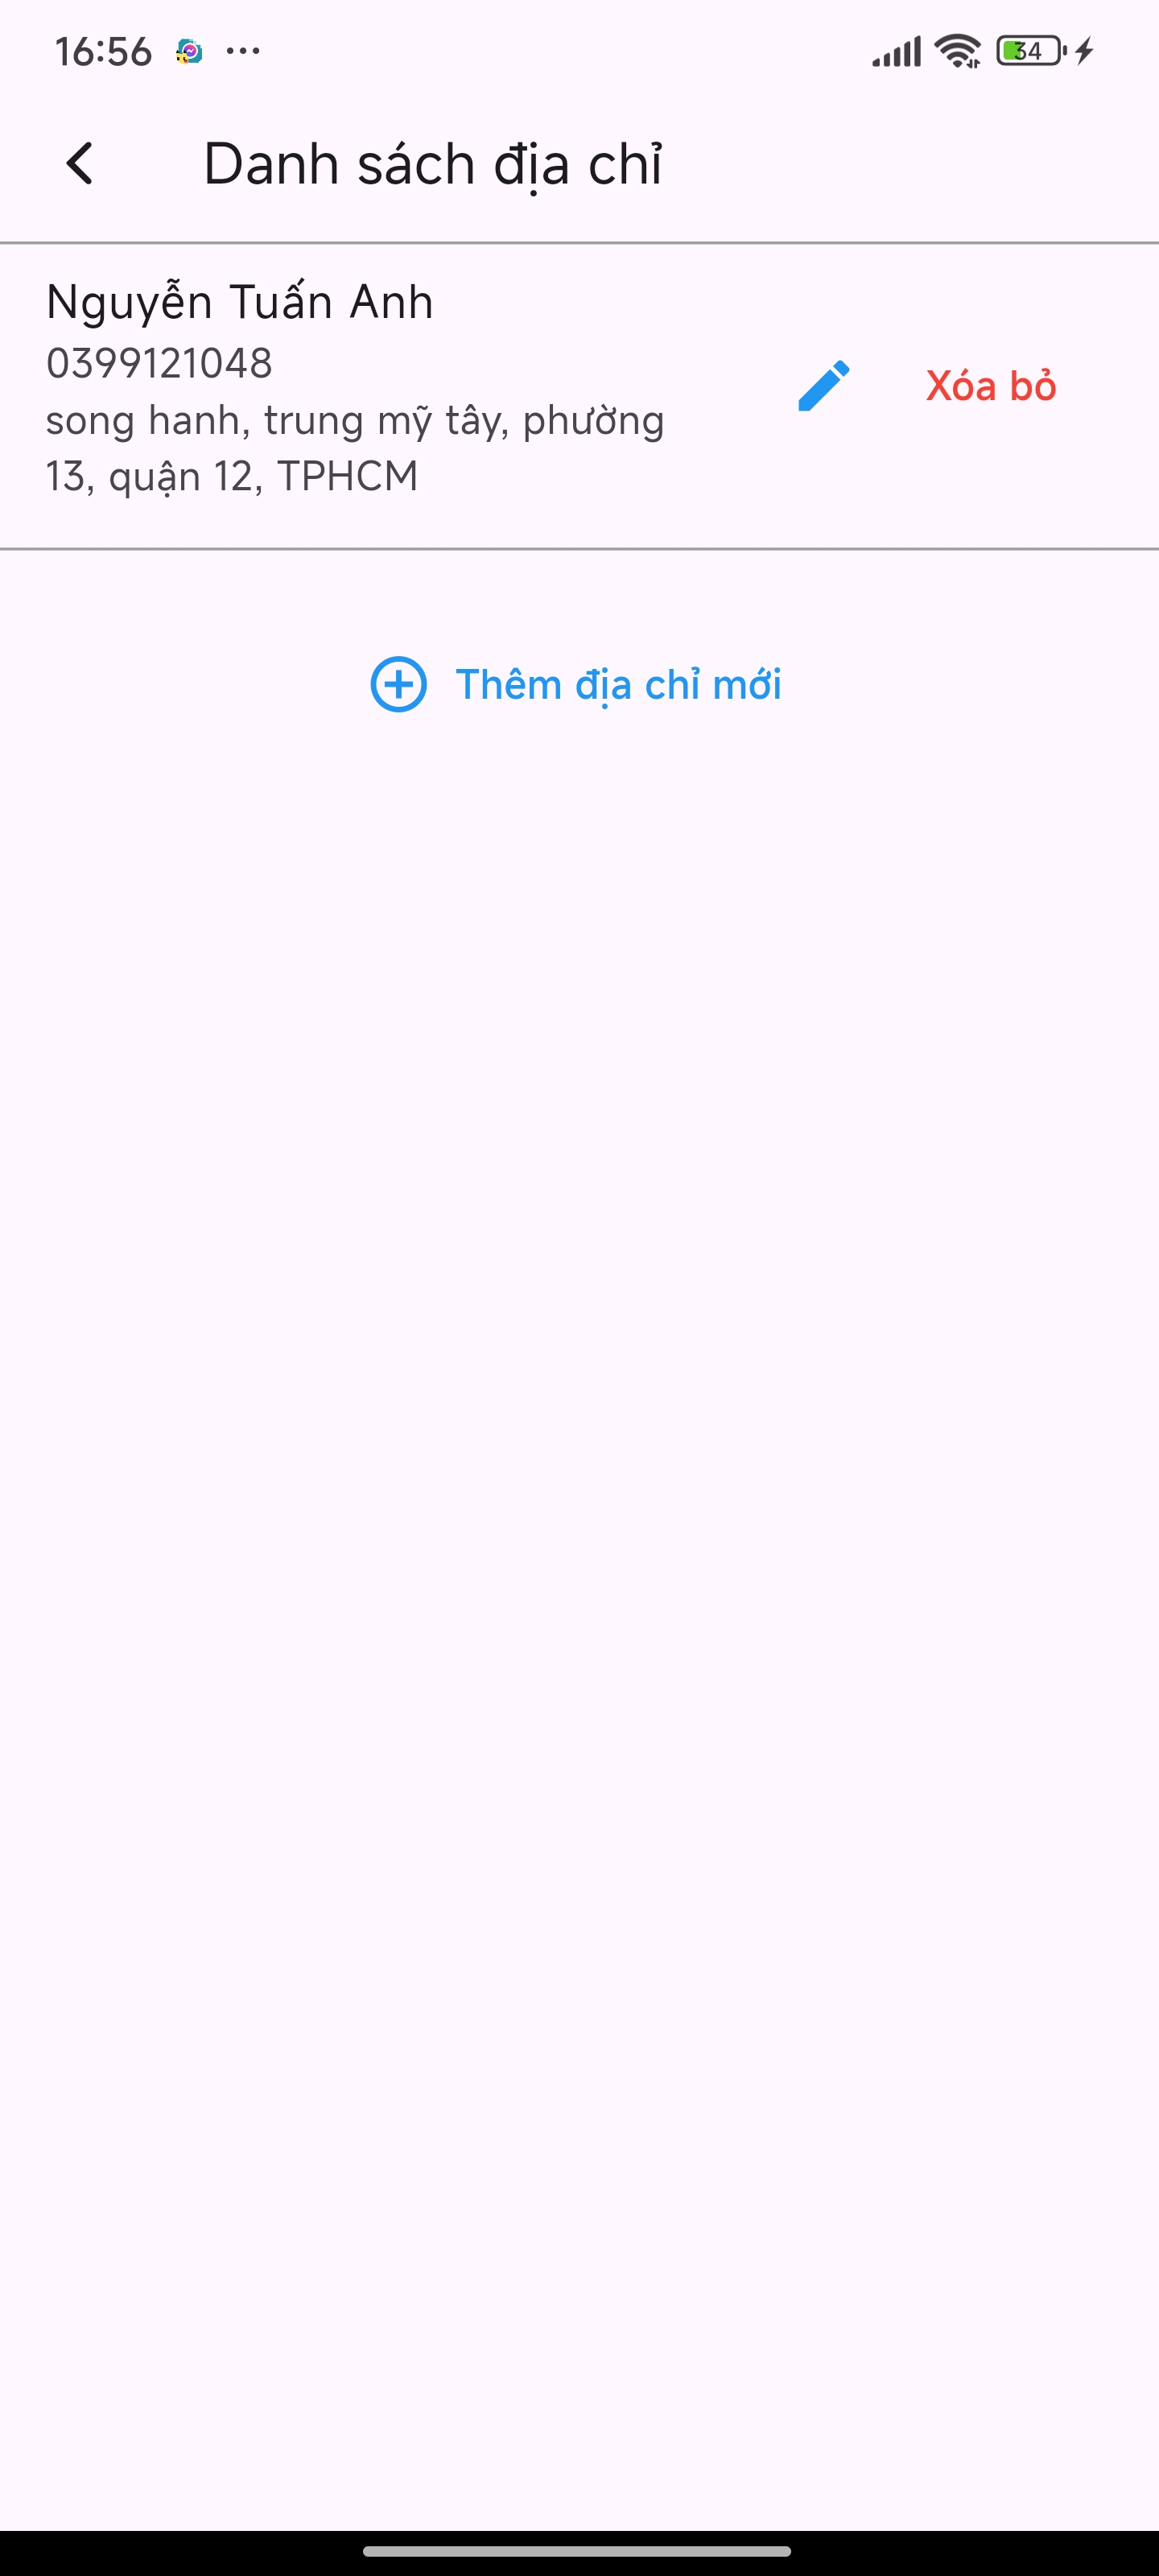 16:56
34
Danh sách địa chỉ
Nguyễn Tuấn Anh
0399121048
song hanh, trung mỹ tây, phường
13, quận 12, TPHCM
Xóa bỏ
Thêm địa chỉ mới